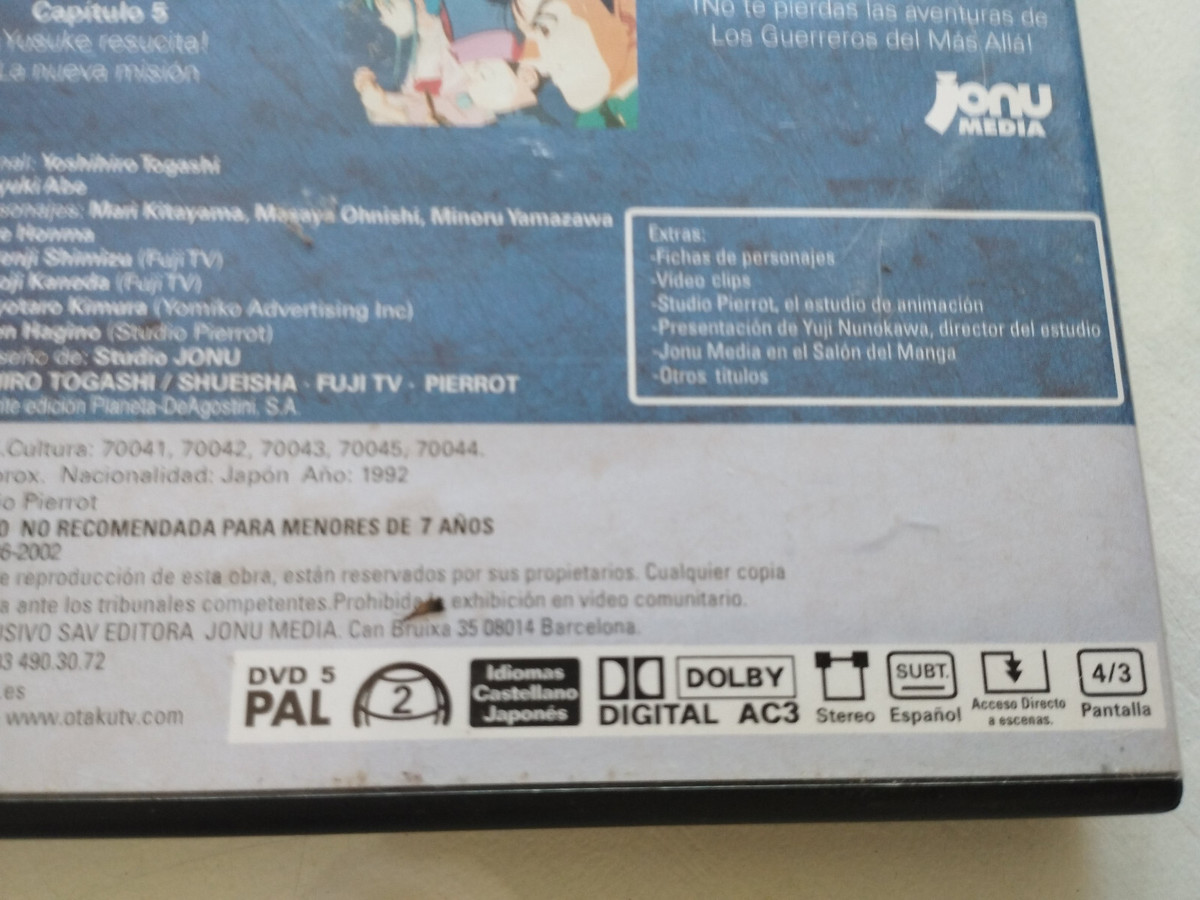 Capítulo 5
¡Yusuke resucita!
La nueva misión
¡No te pierdas las aventuras de
Los Guerreros del Más Allá!
Jonu
MEDIA
Yoshihiro Togashi
Abe
Mari Kitayama, Masaya Ohnishi, Minoru Yamazawa
Honma
Shimizu (Fuji TV)
Kaneda (Fuji TV)
Kimura (Yomiko Advertising Inc)
Hagino (Studio Pierrot)
de: Studio JONU
TOGASHI / SHUEISHA · FUJI TV · PIERROT
edición Planeta-DeAgostini, S.A.
Extras:
-Fichas de personajes
-Video clips
-Studio Pierrot, el estudio de animación
-Presentación de Yuji Nunokawa, director del estudio
-Jonu Media en el Salón del Manga
-Otros títulos
.Cultura: 70041, 70042, 70043, 70045, 70044.
prox. Nacionalidad: Japón Año: 1992
Pierrot
NO RECOMENDADA PARA MENORES DE 7 AÑOS
6-2002
e reproducción de esta obra, están reservados por sus propietarios. Cualquier copia
a ante los tribunales competentes.Prohibida exhibición en video comunitario.
USIVO SAV EDITORA JONU MEDIA. Can Bruixa 35 08014 Barcelona.
93 490.30.72
.es
www.otakutv.com
DVD 5
PAL
2
Idiomas
Castellano
Japonés
DOLBY
DIGITAL AC3
Stereo
SUBT.
Español
Acceso Directo
a escenas.
4/3
Pantalla